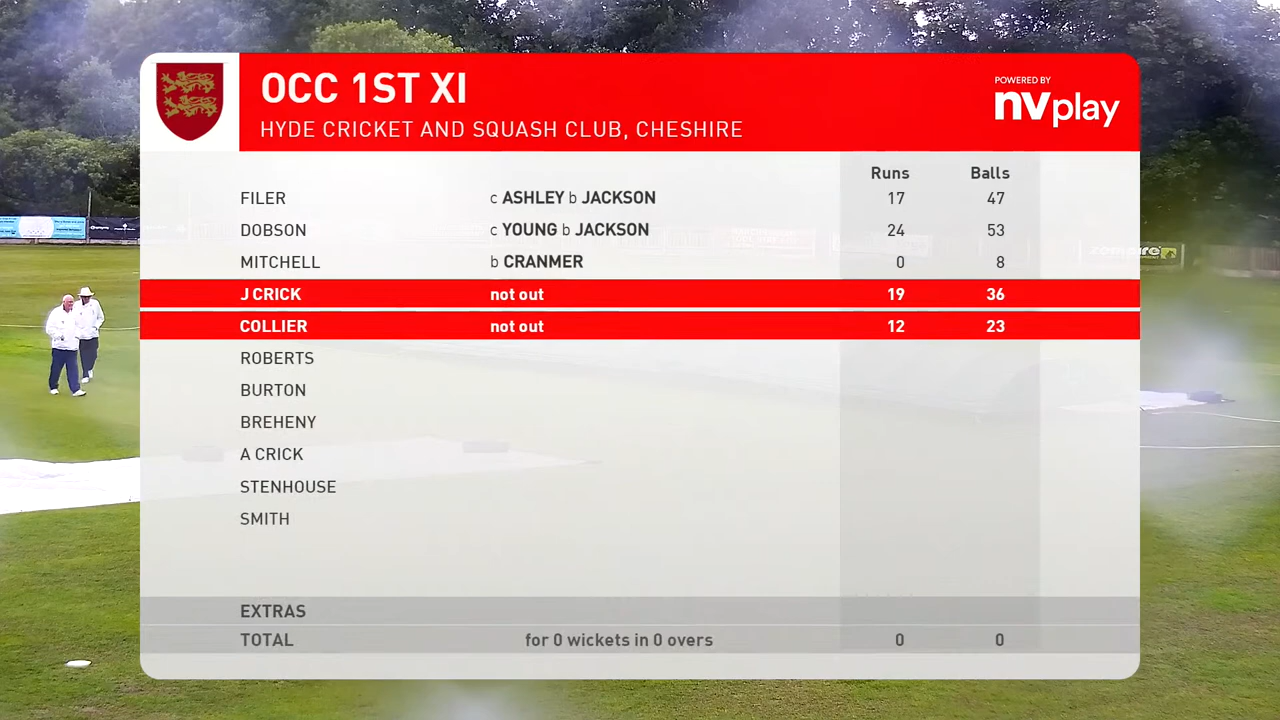 OCC 1ST XI
HYDE CRICKET AND SQUASH CLUB, CHESHIRE
POWERED BY
nvplay
Runs Balls
FILER c ASHLEY b JACKSON 17 47
DOBSON c YOUNG b JACKSON 24 53
MITCHELL b CRANMER 0 8
J CRICK not out 19 36
COLLIER not out 12 23
ROBERTS
BURTON
BREHENY
A CRICK
STENHOUSE
SMITH
EXTRAS
TOTAL for 0 wickets in 0 overs 0 0